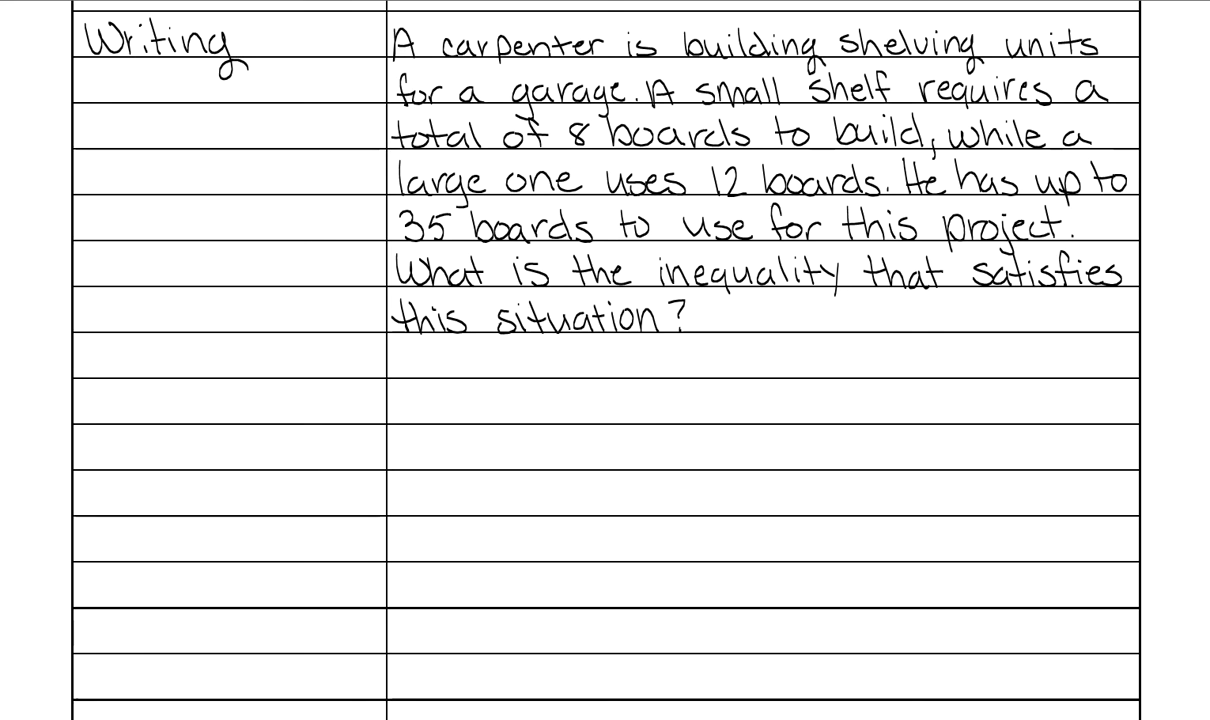 Writing
A carpenter is building shelving units
for a garage. A small shelf requires a
total of 8 boards to build, while a
large one uses 12 boards. He has up to
35 boards to use for this project.
What is the inequality that satisfies
this situation?